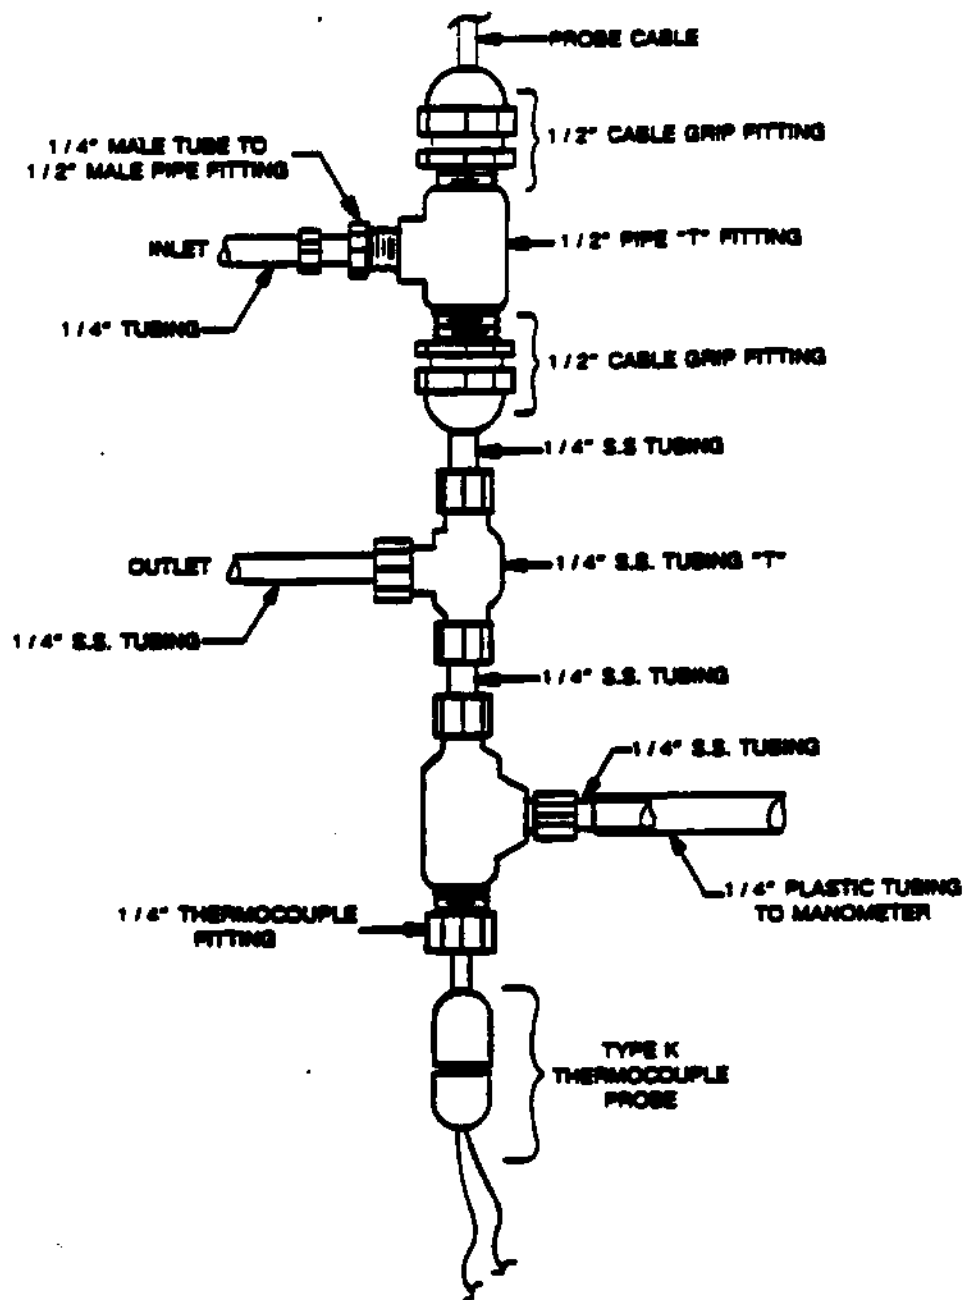 PROBE CABLE
1/2" CABLE GRIP FITTING
1/4" MALE TUBE TO
1/2" MALE PIPE FITTING
INLET
1/2" PIPE "T" FITTING
1/4" TUBING
1/2" CABLE GRIP FITTING
1/4" S.S TUBING
OUTLET
1/4" S.S. TUBING "T"
1/4" S.S. TUBING
1/4" S.S. TUBING
1/4" S.S. TUBING
1/4" PLASTIC TUBING
TO MANOMETER
1/4" THERMOCOUPLE
FITTING
TYPE K
THERMOCOUPLE
PROBE